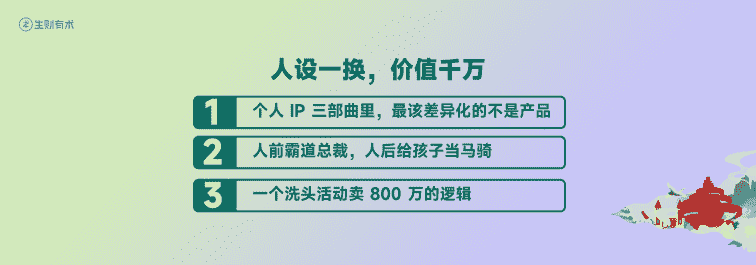 生财有术
人设一换，价值千万
1 个人 IP 三部曲里，最该差异化的不是产品
2 人前霸道总裁，人后给孩子当马骑
3 一个洗头活动卖 800 万的逻辑